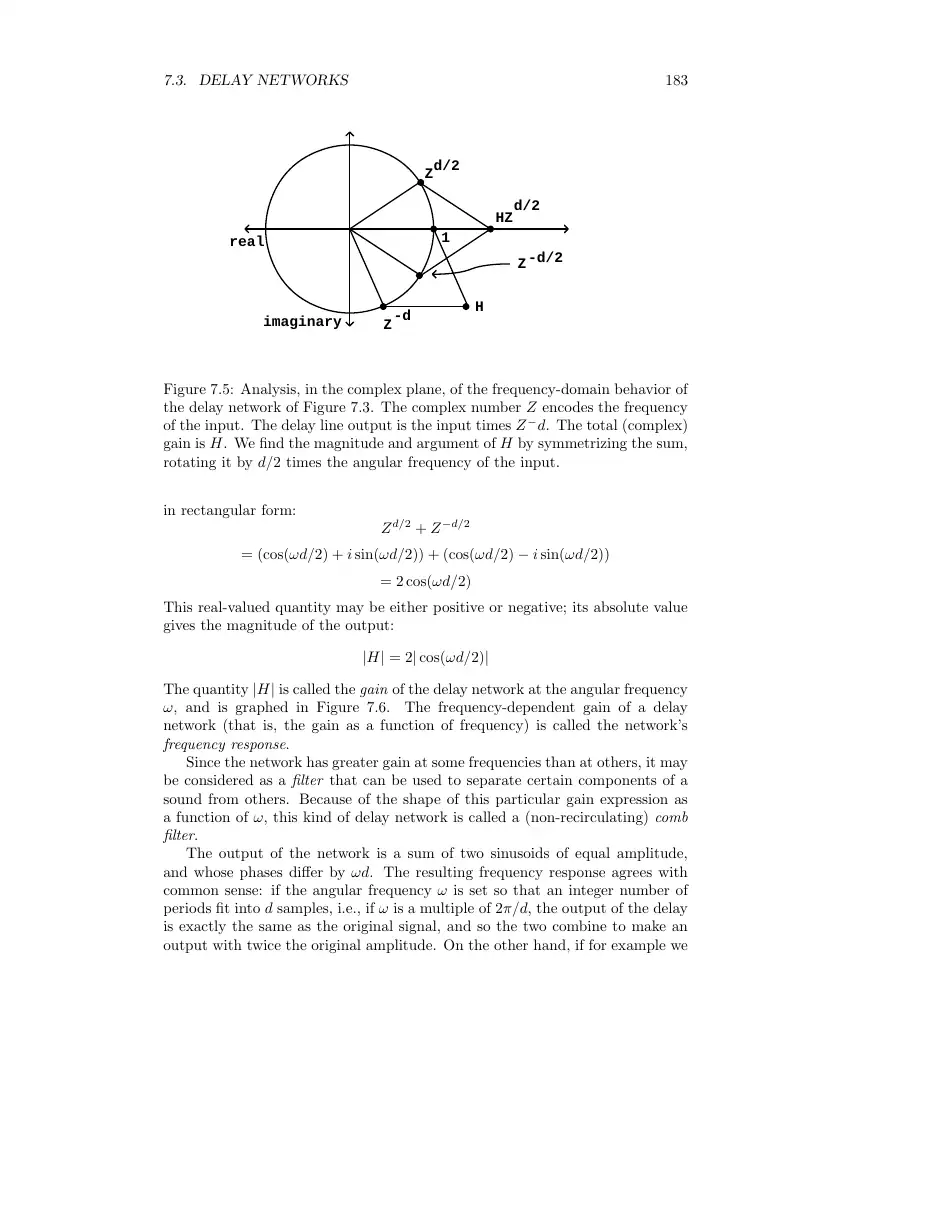 7.3. DELAY NETWORKS 183
Z^{d/2}
HZ^{d/2}
real
1
Z^{-d/2}
H
imaginary
Z^{-d}
Figure 7.5: Analysis, in the complex plane, of the frequency-domain behavior of
the delay network of Figure 7.3. The complex number Z encodes the frequency
of the input. The delay line output is the input times Z⁻d. The total (complex)
gain is H. We find the magnitude and argument of H by symmetrizing the sum,
rotating it by d/2 times the angular frequency of the input.
in rectangular form:
Z^{d/2} + Z^{−d/2}
= (cos(ωd/2) + i sin(ωd/2)) + (cos(ωd/2) − i sin(ωd/2))
= 2 cos(ωd/2)
This real-valued quantity may be either positive or negative; its absolute value
gives the magnitude of the output:
|H| = 2| cos(ωd/2)|
The quantity |H| is called the gain of the delay network at the angular frequency
ω, and is graphed in Figure 7.6. The frequency-dependent gain of a delay
network (that is, the gain as a function of frequency) is called the network's
frequency response.
Since the network has greater gain at some frequencies than at others, it may
be considered as a filter that can be used to separate certain components of a
sound from others. Because of the shape of this particular gain expression as
a function of ω, this kind of delay network is called a (non-recirculating) comb
filter.
The output of the network is a sum of two sinusoids of equal amplitude,
and whose phases differ by ωd. The resulting frequency response agrees with
common sense: if the angular frequency ω is set so that an integer number of
periods fit into d samples, i.e., if ω is a multiple of 2π/d, the output of the delay
is exactly the same as the original signal, and so the two combine to make an
output with twice the original amplitude. On the other hand, if for example we